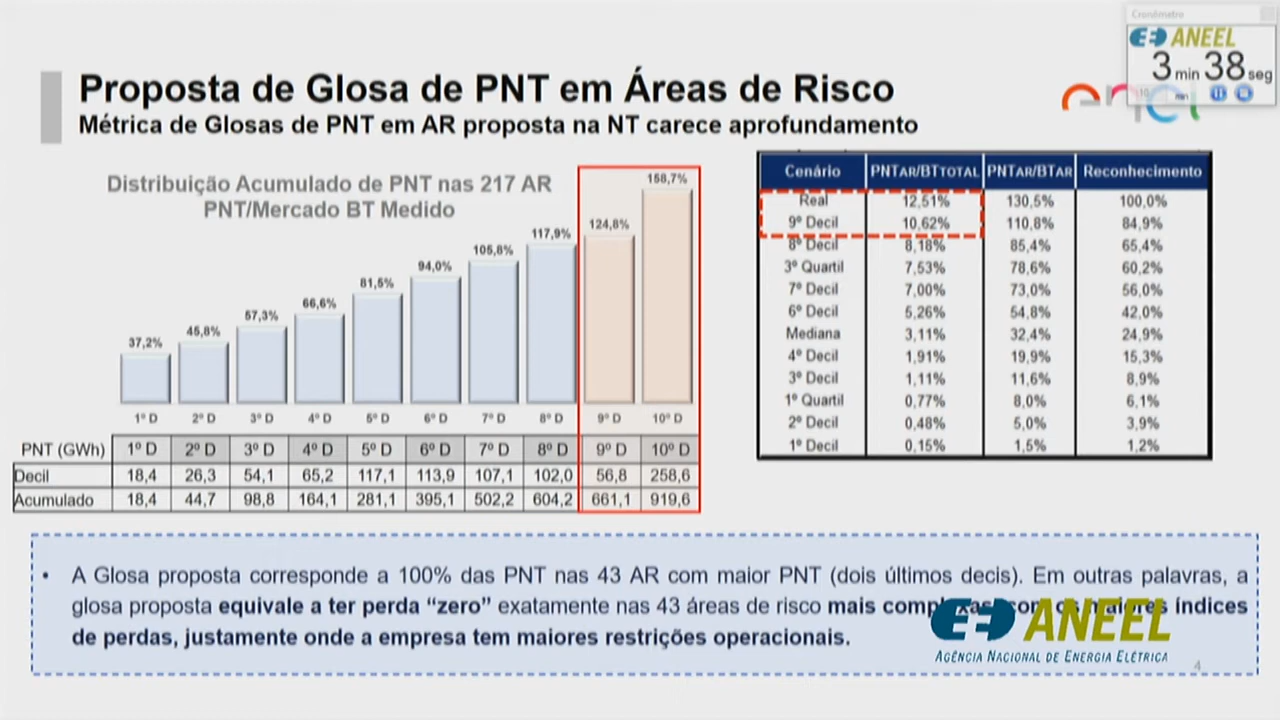 Cronômetro
ANEEL
3 min 38 seg
Proposta de Glosa de PNT em Áreas de Risco
enel
Métrica de Glosas de PNT em AR proposta na NT carece aprofundamento
Distribuição Acumulado de PNT nas 217 AR
PNT/Mercado BT Medido
37,2% 45,8% 57,3% 66,6% 81,5% 94,0% 105,8% 117,9% 124,8% 158,7%
1º D 2º D 3º D 4º D 5º D 6º D 7º D 8º D 9º D 10º D
PNT (GWh) 1º D 2º D 3º D 4º D 5º D 6º D 7º D 8º D 9º D 10º D
Decil 18,4 26,3 54,1 65,2 117,1 113,9 107,1 102,0 56,8 258,6
Acumulado 18,4 44,7 98,8 164,1 281,1 395,1 502,2 604,2 661,1 919,6
Cenário PNTAR/BTTOTAL PNTAR/BTAR Reconhecimento
Real 12,51% 130,5% 100,0%
9º Decil 10,62% 110,8% 84,9%
8º Decil 8,18% 85,4% 65,4%
3º Quartil 7,53% 78,6% 60,2%
7º Decil 7,00% 73,0% 56,0%
6º Decil 5,26% 54,8% 42,0%
Mediana 3,11% 32,4% 24,9%
4º Decil 1,91% 19,9% 15,3%
3º Decil 1,11% 11,6% 8,9%
1º Quartil 0,77% 8,0% 6,1%
2º Decil 0,48% 5,0% 3,9%
1º Decil 0,15% 1,5% 1,2%
• A Glosa proposta corresponde a 100% das PNT nas 43 AR com maior PNT (dois últimos decis). Em outras palavras, a
glosa proposta equivale a ter perda “zero” exatamente nas 43 áreas de risco mais complexas com os maiores índices
de perdas, justamente onde a empresa tem maiores restrições operacionais.
ANEEL
AGÊNCIA NACIONAL DE ENERGIA ELÉTRICA
4